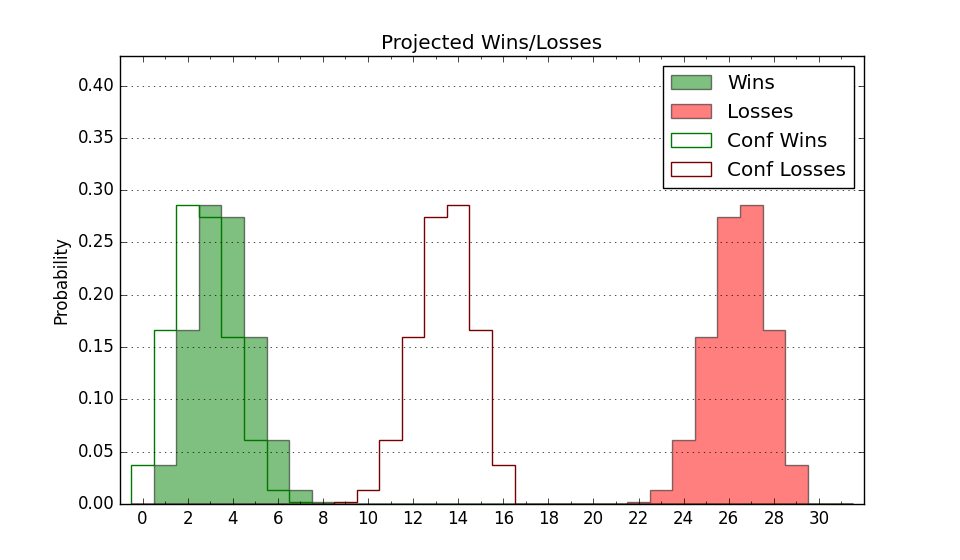 Projected Wins/Losses
Probability
0.40
0.35
0.30
0.25
0.20
0.15
0.10
0.05
0.00
0 2 4 6 8 10 12 14 16 18 20 22 24 26 28 30
Wins
Losses
Conf Wins
Conf Losses